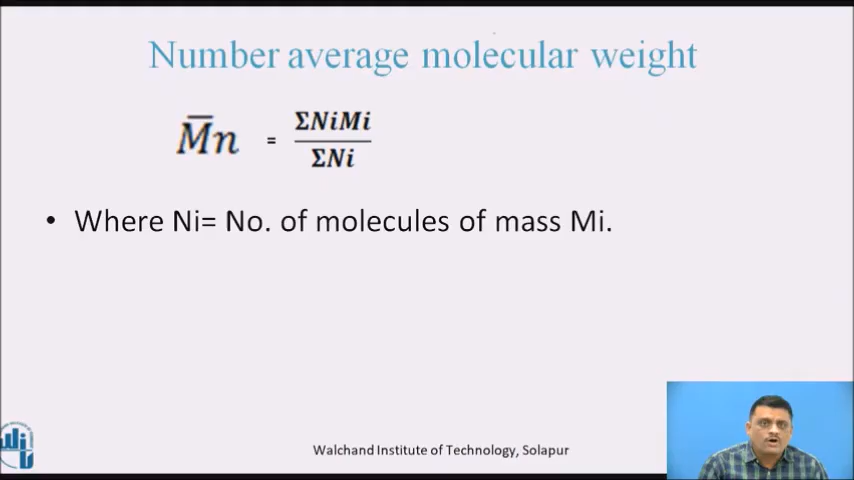 Number average molecular weight
M̅n = ΣNiMi / ΣNi
• Where Ni= No. of molecules of mass Mi.
Walchand Institute of Technology, Solapur